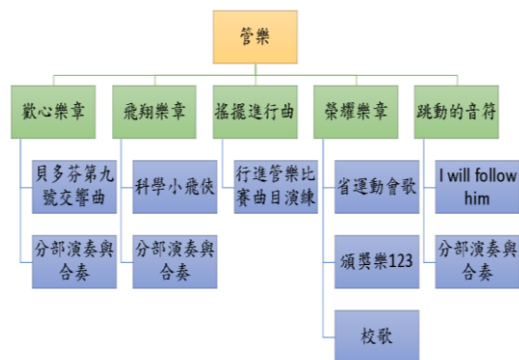 管樂
歡心樂章
飛翔樂章
搖擺進行曲
榮耀樂章
跳動的音符
貝多芬第九
號交響曲
科學小飛俠
行進管樂比
賽曲目演練
省運動會歌
I will follow
him
分部演奏與
合奏
分部演奏與
合奏
頒獎樂123
分部演奏與
合奏
校歌